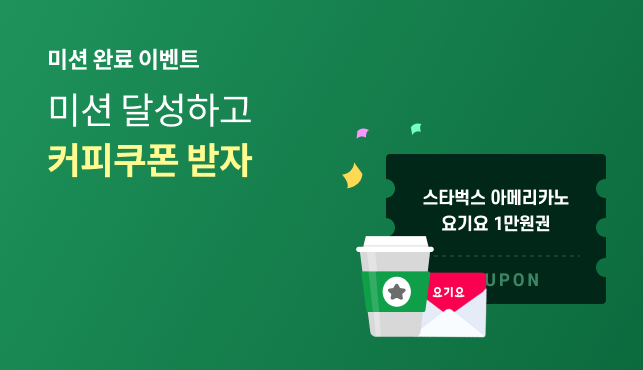 미션 완료 이벤트
미션 달성하고
커피쿠폰 받자
스타벅스 아메리카노
요기요 1만원권
UPON
요기요